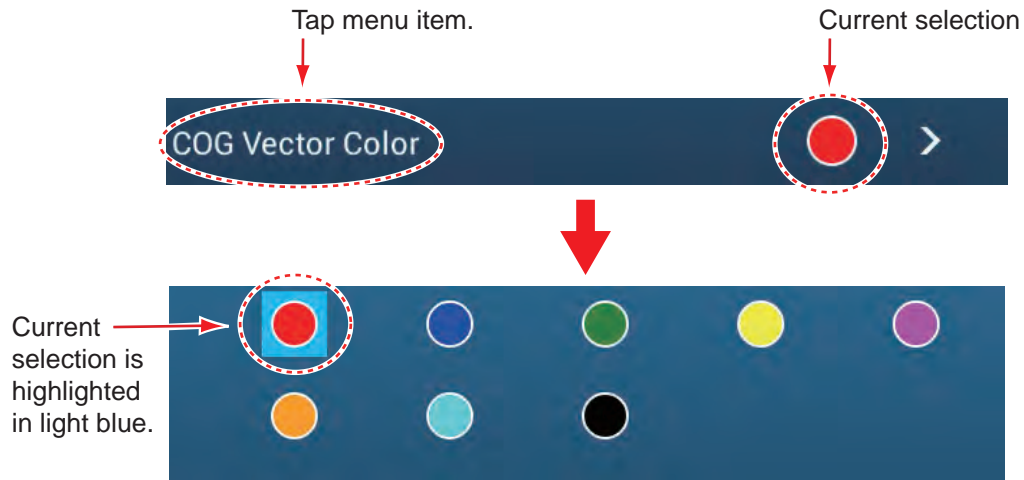 Tap menu item.
Current selection
COG Vector Color
Current
selection is
highlighted
in light blue.